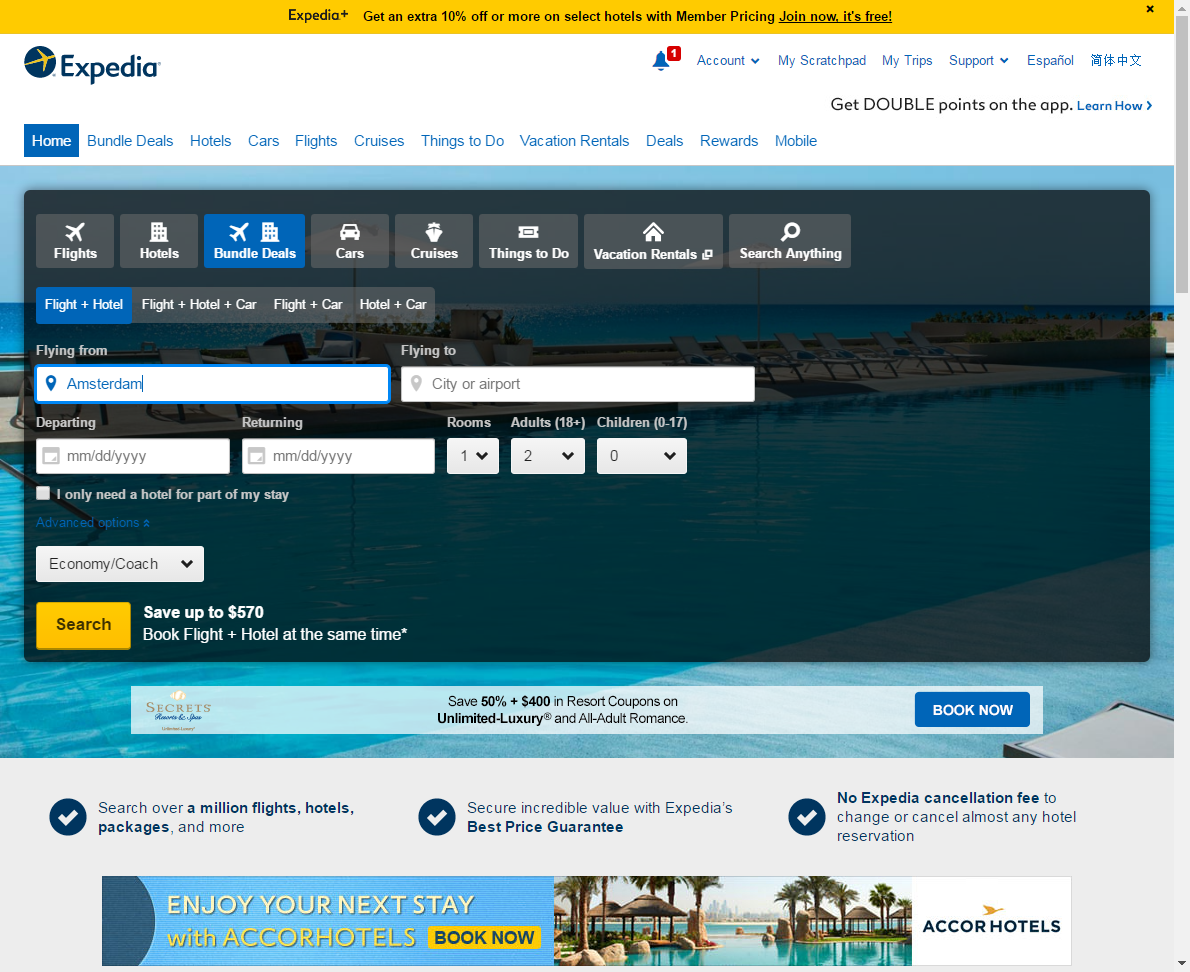 Expedia+ Get an extra 10% off or more on select hotels with Member Pricing Join now, it's free!
Expedia
1 Account My Scratchpad My Trips Support Español 简体中文
Get DOUBLE points on the app. Learn How
Home Bundle Deals Hotels Cars Flights Cruises Things to Do Vacation Rentals Deals Rewards Mobile
Flights Hotels Bundle Deals Cars Cruises Things to Do Vacation Rentals Search Anything
Flight + Hotel Flight + Hotel + Car Flight + Car Hotel + Car
Flying from Flying to
Amsterdam City or airport
Departing Returning Rooms Adults (18+) Children (0-17)
mm/dd/yyyy mm/dd/yyyy 1 2 0
I only need a hotel for part of my stay
Advanced options
Economy/Coach
Search
Save up to $570
Book Flight + Hotel at the same time*
SECRETS
Resorts & Spas
Unlimited-Luxury®
Save 50% + $400 in Resort Coupons on
Unlimited-Luxury® and All-Adult Romance.
BOOK NOW
Search over a million flights, hotels,
packages, and more
Secure incredible value with Expedia’s
Best Price Guarantee
No Expedia cancellation fee to
change or cancel almost any hotel
reservation
ENJOY YOUR NEXT STAY
with ACCORHOTELS BOOK NOW
ACCORHOTELS